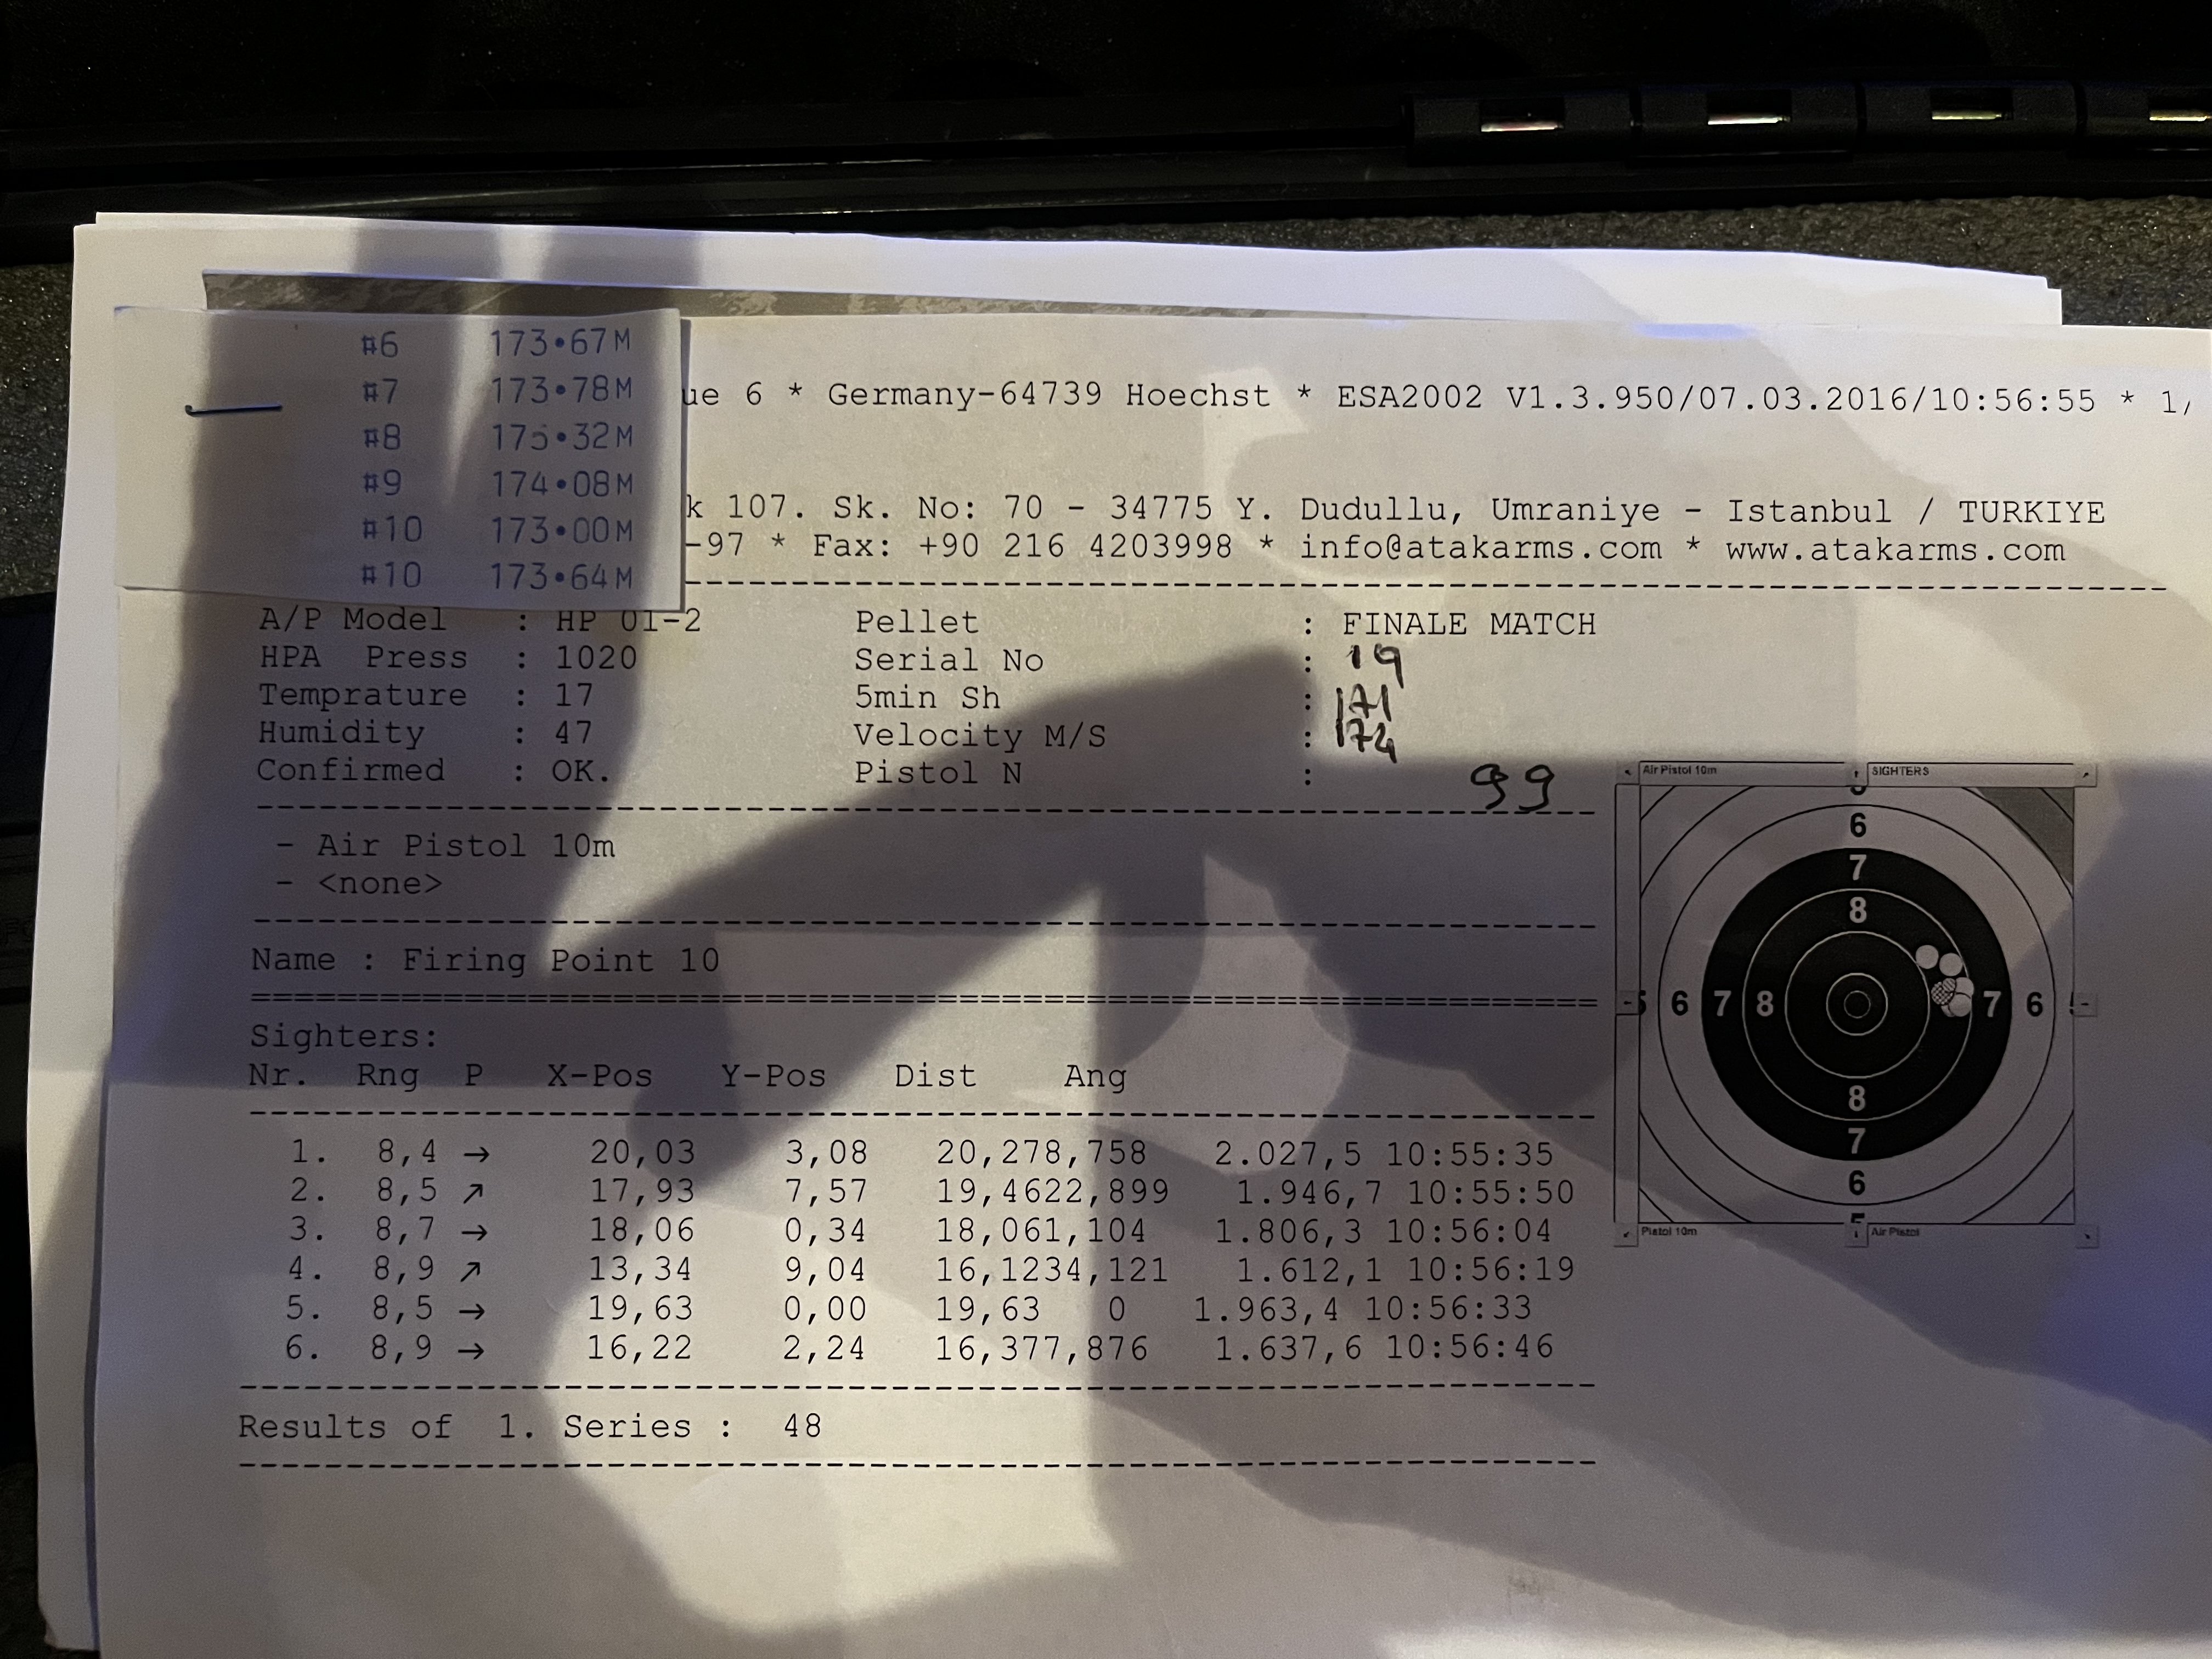 #6 173•67M
#7 173•78M
#8 175•32M
#9 174•08M
#10 173•00M
#10 173•64M
ue 6 * Germany-64739 Hoechst * ESA2002 V1.3.950/07.03.2016/10:56:55 * 1/
k 107. Sk. No: 70 - 34775 Y. Dudullu, Umraniye - Istanbul / TURKIYE
-97 * Fax: +90 216 4203998 * info@atakarms.com * www.atakarms.com
A/P Model : HP 01-2 Pellet : FINALE MATCH
HPA Press : 1020 Serial No : 19
Temprature : 17 5min Sh : 171
Humidity : 47 Velocity M/S : 174
Confirmed : OK. Pistol N : 99
- Air Pistol 10m
- <none>
Name : Firing Point 10
Sighters:
Nr. Rng P X-Pos Y-Pos Dist Ang
1. 8,4 → 20,03 3,08 20,278,758 2.027,5 10:55:35
2. 8,5 ↗ 17,93 7,57 19,4622,899 1.946,7 10:55:50
3. 8,7 → 18,06 0,34 18,061,104 1.806,3 10:56:04
4. 8,9 ↗ 13,34 9,04 16,1234,121 1.612,1 10:56:19
5. 8,5 → 19,63 0,00 19,63 0 1.963,4 10:56:33
6. 8,9 → 16,22 2,24 16,377,876 1.637,6 10:56:46
Results of 1. Series : 48
Air Pistol 10m SIGHTERS
6
7
8
6 7 8 7 6
8
7
6
Pistol 10m Air Pistol